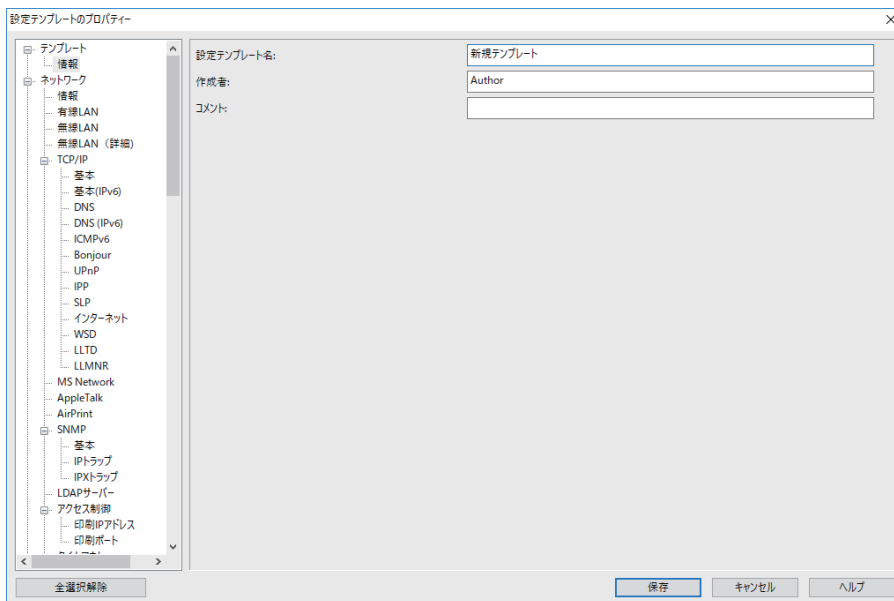 設定テンプレートのプロパティー
テンプレート
情報
ネットワーク
情報
有線LAN
無線LAN
無線LAN（詳細)
TCP/IP
基本
基本(IPv6)
DNS
DNS (IPv6)
ICMPv6
Bonjour
UPnP
IPP
SLP
インターネット
WSD
LLTD
LLMNR
MS Network
AppleTalk
AirPrint
SNMP
基本
IPトラップ
IPXトラップ
LDAPサーバー
アクセス制御
印刷IPアドレス
印刷ポート
設定テンプレート名:
新規テンプレート
作成者:
Author
コメント:
全選択解除
保存
キャンセル
ヘルプ